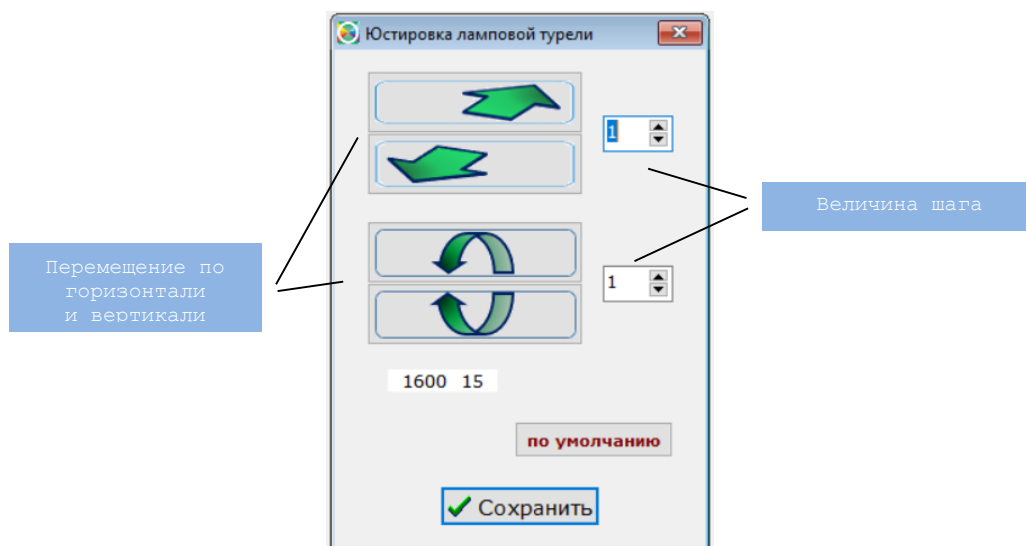 Юстировка ламповой турели
1
Величина шага
Перемещение по
горизонтали
и вертикали
1
1600 15
по умолчанию
Сохранить